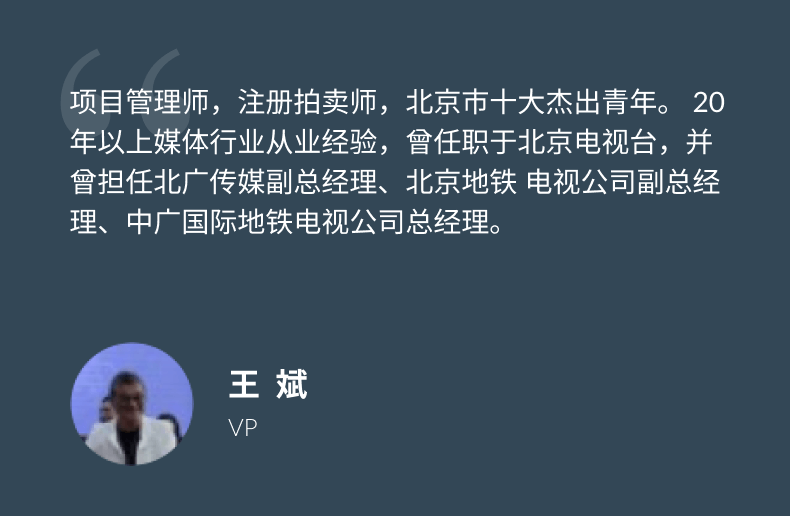 项目管理师，注册拍卖师，北京市十大杰出青年。 20
年以上媒体行业从业经验，曾任职于北京电视台，并
曾担任北广传媒副总经理、北京地铁 电视公司副总经
理、中广国际地铁电视公司总经理。
王 斌
VP